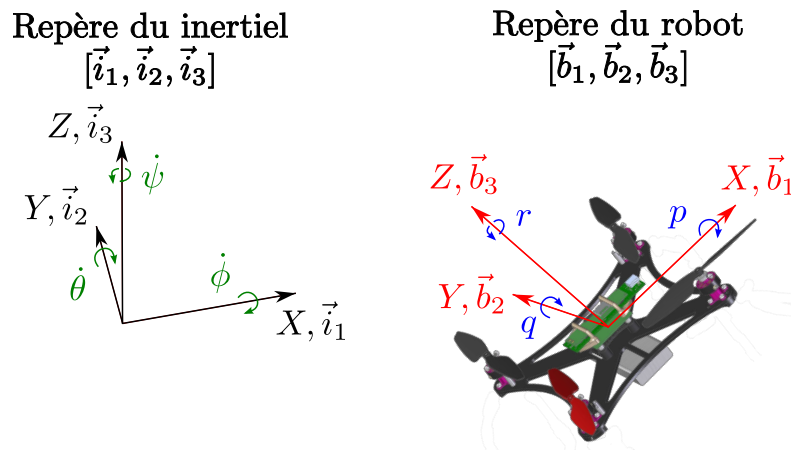 Repère du inertiel
[i⃗₁, i⃗₂, i⃗₃]
Z, i⃗₃
ψ̇
Y, i⃗₂
θ̇
ϕ̇
X, i⃗₁
Repère du robot
[b⃗₁, b⃗₂, b⃗₃]
Z, b⃗₃
r
p
X, b⃗₁
Y, b⃗₂
q